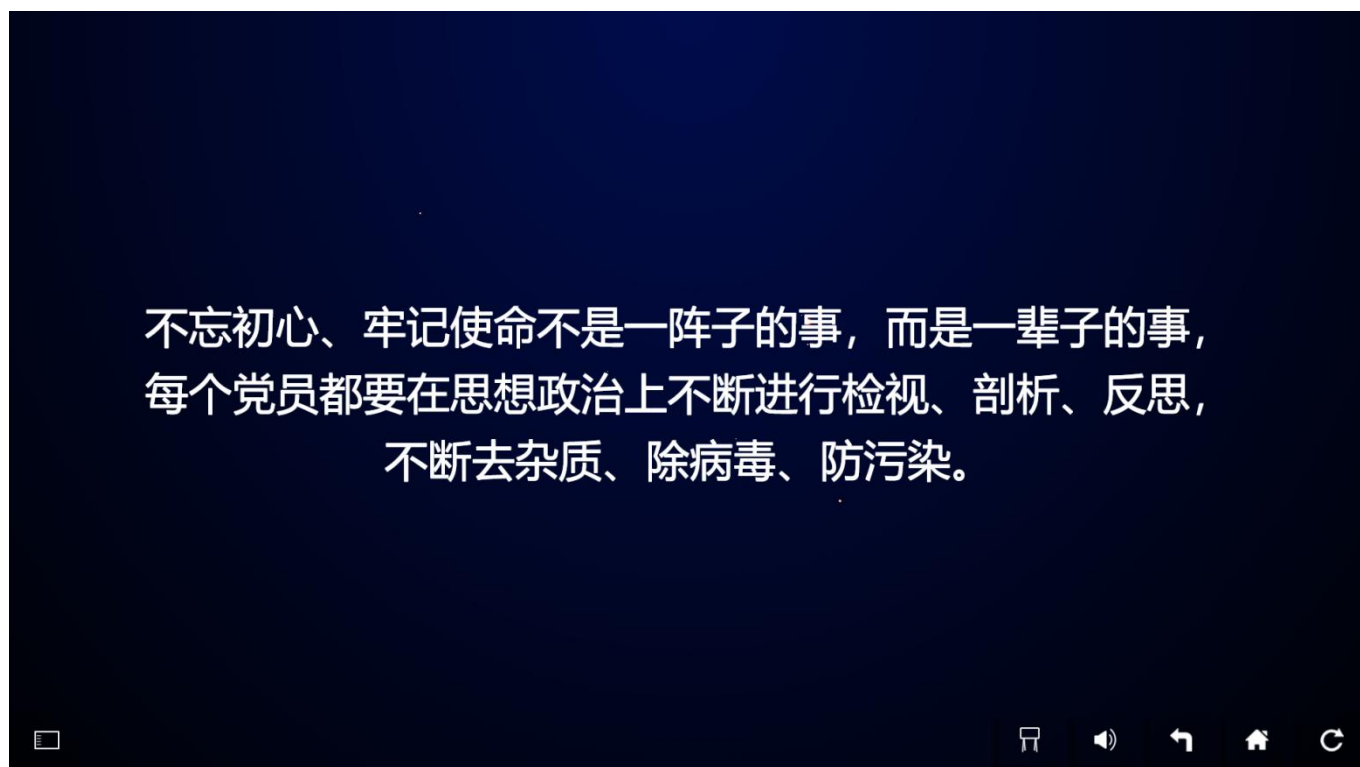 不忘初心、牢记使命不是一阵子的事，而是一辈子的事，
每个党员都要在思想政治上不断进行检视、剖析、反思，
不断去杂质、除病毒、防污染。